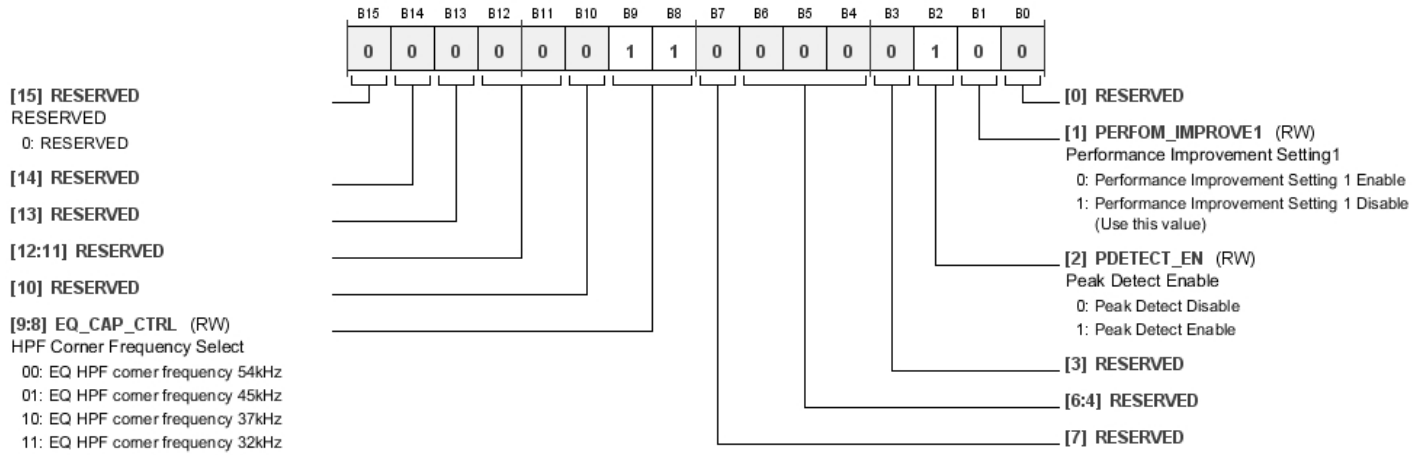 B15 B14 B13 B12 B11 B10 B9 B8 B7 B6 B5 B4 B3 B2 B1 B0
0 0 0 0 0 0 1 1 0 0 0 0 0 1 0 0
[15] RESERVED
RESERVED
0: RESERVED
[14] RESERVED
[13] RESERVED
[12:11] RESERVED
[10] RESERVED
[9:8] EQ_CAP_CTRL (RW)
HPF Corner Frequency Select
00: EQ HPF corner frequency 54kHz
01: EQ HPF corner frequency 45kHz
10: EQ HPF corner frequency 37kHz
11: EQ HPF corner frequency 32kHz
[0] RESERVED
[1] PERFOM_IMPROVE1 (RW)
Performance Improvement Setting1
0: Performance Improvement Setting 1 Enable
1: Performance Improvement Setting 1 Disable
(Use this value)
[2] PDETECT_EN (RW)
Peak Detect Enable
0: Peak Detect Disable
1: Peak Detect Enable
[3] RESERVED
[6:4] RESERVED
[7] RESERVED